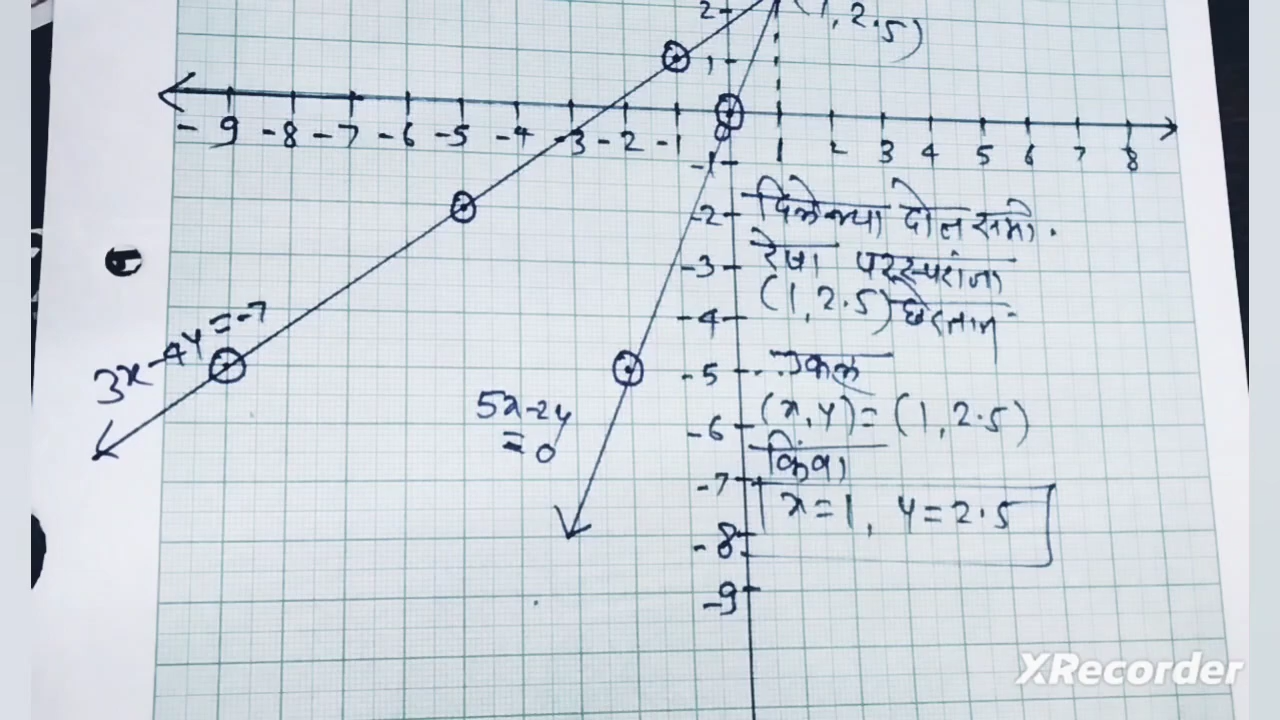 2
(1, 2.5)
1
-9 -8 -7 -6 -5 -4 -3 -2 -1 0 1 2 3 4 5 6 7 8
-1
-2
दिलेल्या दोन समी.
-3
रेषा परस्परांना
(1, 2.5) छेदतात
-4
3x-4y=-7
-5
∴ उकल
5x-2y
= 0
(x, y) = (1, 2.5)
-6
किंवा
-7
x=1, y=2.5
-8
-9
XRecorder